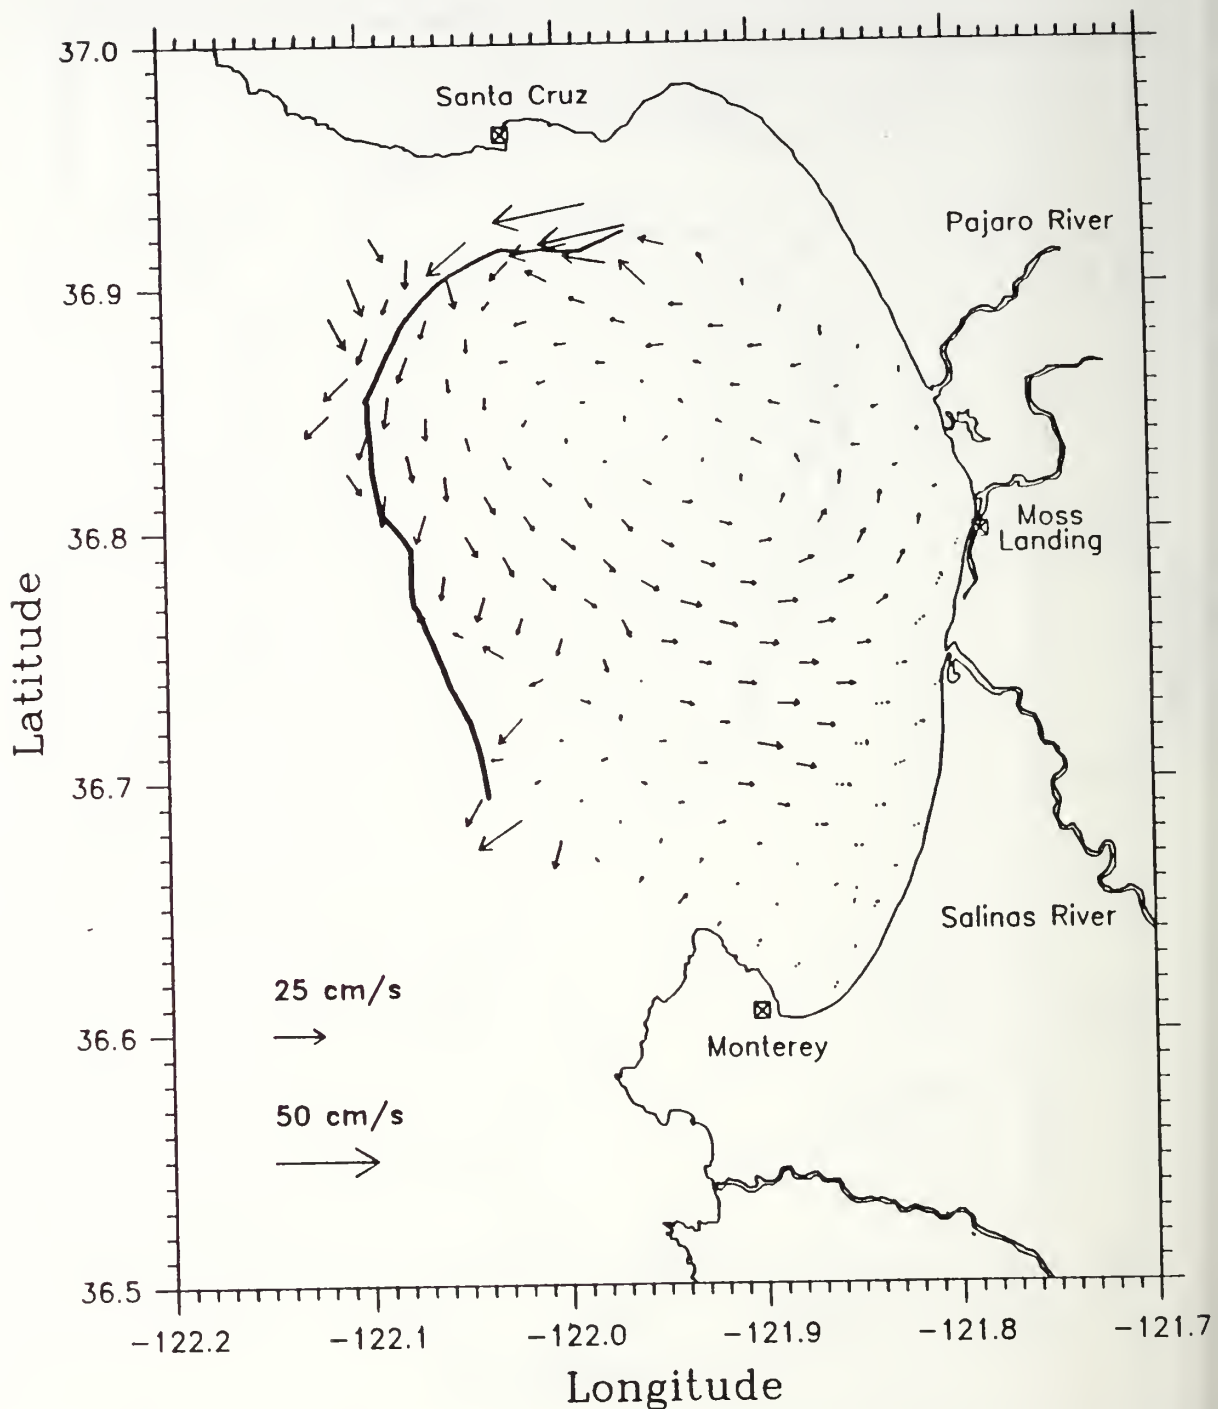 37.0
Santa Cruz
Pajaro River
36.9
36.8
Moss
Landing
Latitude
36.7
Salinas River
25 cm/s
36.6
Monterey
50 cm/s
36.5
-122.2
-122.1
-122.0
-121.9
-121.8
-121.7
Longitude